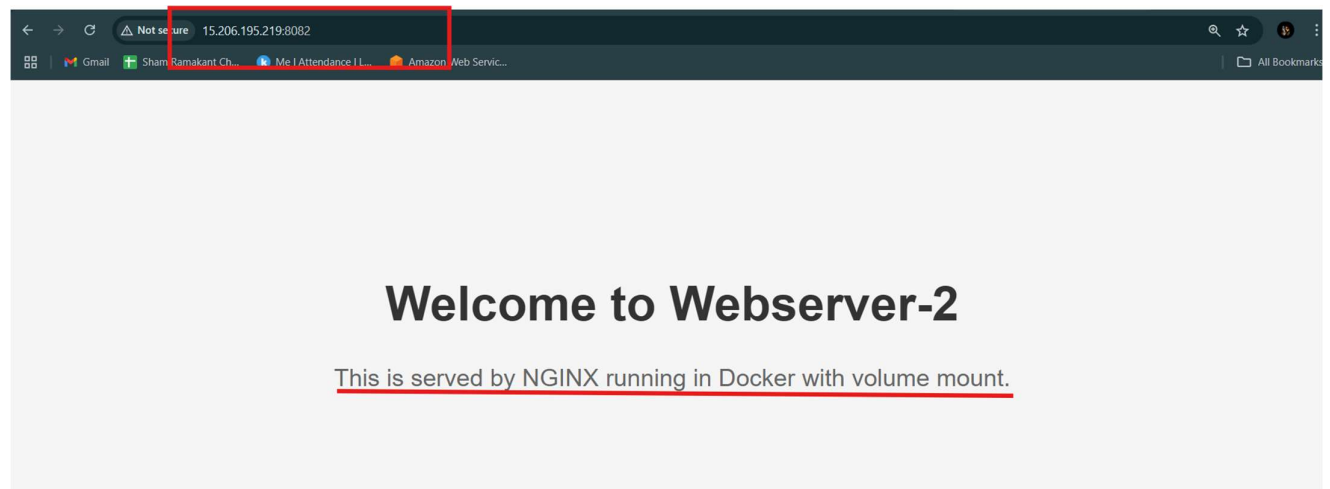 Not secure 15.206.195.219:8082
Gmail Sham Ramakant Ch... Me I Attendance I L... Amazon Web Servic... All Bookmarks
Welcome to Webserver-2
This is served by NGINX running in Docker with volume mount.